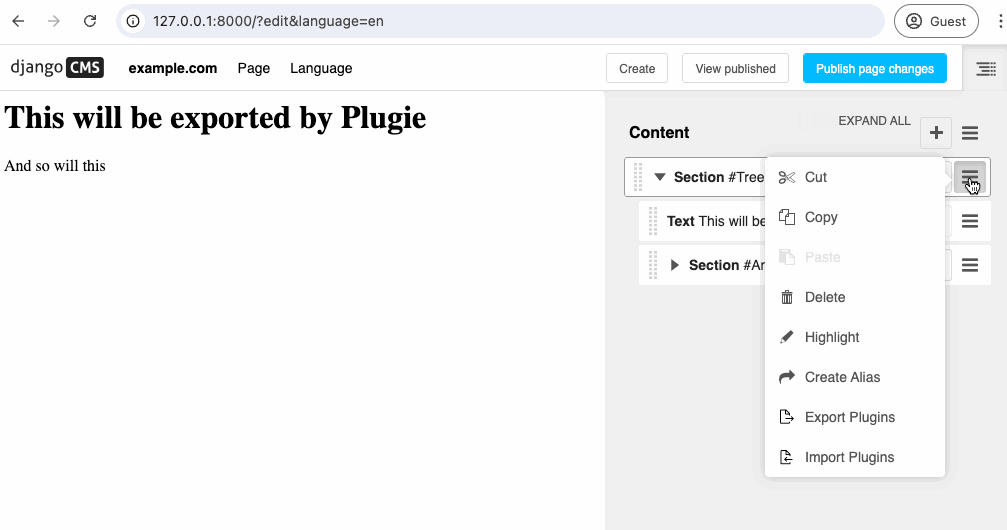 127.0.0.1:8000/?edit&language=en
Guest
django CMS
example.com Page Language
Create
View published
Publish page changes
This will be exported by Plugie
And so will this
Content
EXPAND ALL
Section #Tree
Text This will be
Section #Ar
Cut
Copy
Paste
Delete
Highlight
Create Alias
Export Plugins
Import Plugins